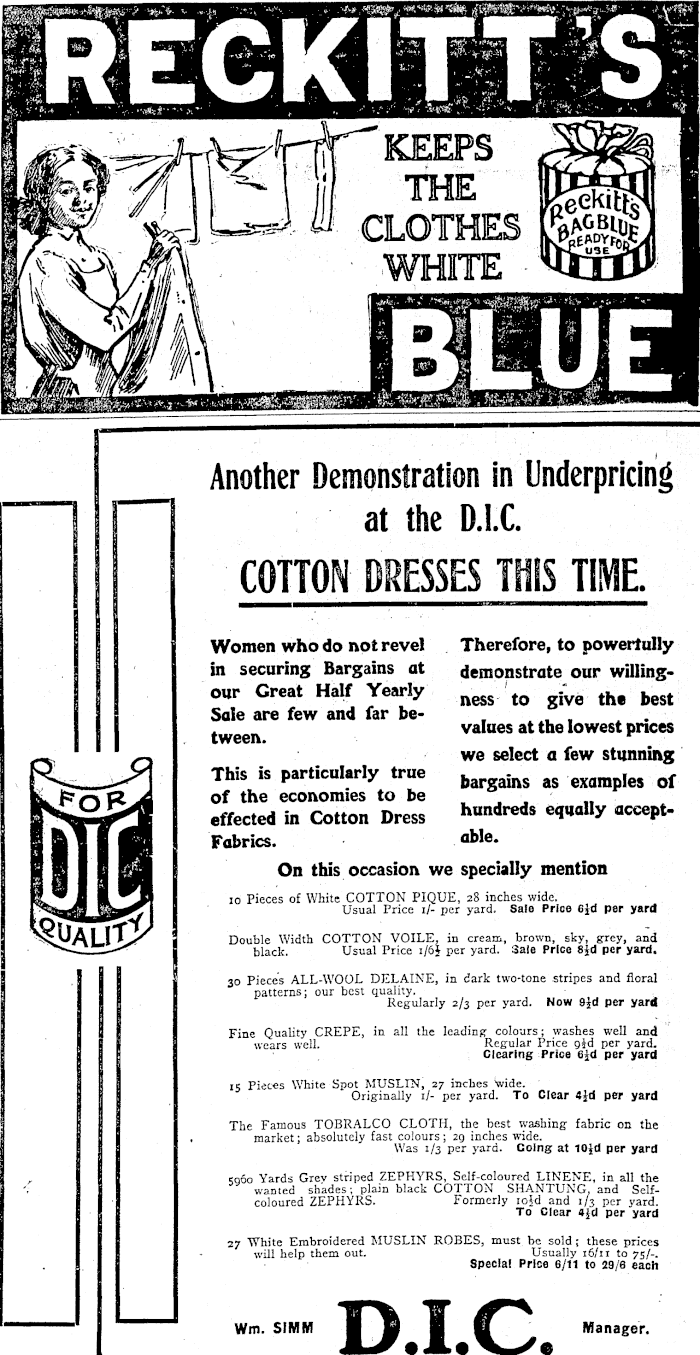 RECKITT'S
KEEPS
THE
CLOTHES
WHITE
Reckitt's
BAG BLUE
READY FOR
USE
BLUE
Another Demonstration in Underpricing
at the D.I.C.
COTTON DRESSES THIS TIME.
Women who do not revel
in securing Bargains at
our Great Half Yearly
Sale are few and far be-
tween.
This is particularly true
of the economies to be
effected in Cotton Dress
Fabrics.
Therefore, to powerfully
demonstrate our willing-
ness to give the best
values at the lowest prices
we select a few stunning
bargains as examples of
hundreds equally accept-
able.
FOR
DIC
QUALITY
On this occasion we specially mention
10 Pieces of White COTTON PIQUE, 28 inches wide.
Usual Price 1/- per yard. Sale Price 6½d per yard
Double Width COTTON VOILE, in cream, brown, sky, grey, and
black. Usual Price 1/6½ per yard. Sale Price 8½d per yard.
30 Pieces ALL-WOOL DELAINE, in dark two-tone stripes and floral
patterns; our best quality.
Regularly 2/3 per yard. Now 9½d per yard
Fine Quality CREPE, in all the leading colours; washes well and
wears well. Regular Price 9½d per yard.
Clearing Price 6½d per yard
15 Pieces White Spot MUSLIN, 27 inches wide.
Originally 1/- per yard. To Clear 4½d per yard
The Famous TOBRALCO CLOTH, the best washing fabric on the
market; absolutely fast colours; 29 inches wide.
Was 1/3 per yard. Going at 10½d per yard
5960 Yards Grey striped ZEPHYRS, Self-coloured LINENE, in all the
wanted shades; plain black COTTON SHANTUNG, and Self-
coloured ZEPHYRS. Formerly 10½d and 1/3 per yard.
To Clear 4½d per yard
27 White Embroidered MUSLIN ROBES, must be sold; these prices
will help them out. Usually 16/11 to 75/-.
Special Price 6/11 to 29/6 each
Wm. SIMM D.I.C. Manager.